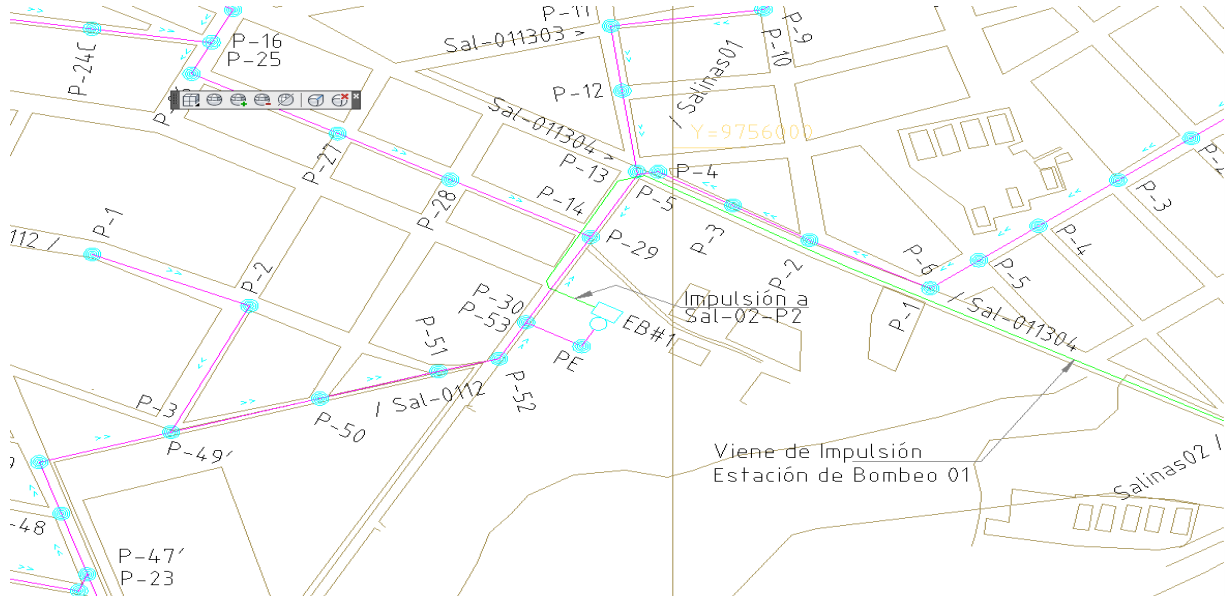 P-11
P-9
P-16
P-25
P-24C
Sal-011303 >
P-10
/ Salinas01
P-12
Sal-011304 >
Y=9756000
P-27
P-13
P-4
P-5
P-3
P-28
P-14
P-1
P-29
112 /
P-2
P-3
P-2
P-4
P-6
P-5
P-1
P-30
P-53
Impulsión a
Sal-02-P2
EB#1
/ Sal-011304
P-51
PE
P-52
P-3
/ Sal-0112
P-50
P-49'
Viene de Impulsión
Estación de Bombeo 01
Salinas02 /
-48
P-47'
P-23